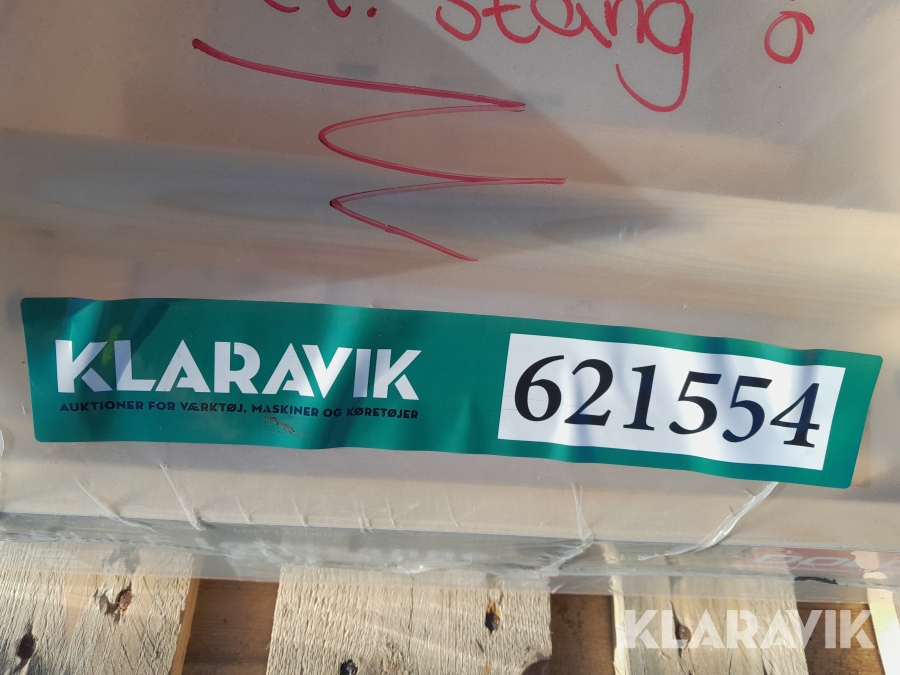 stang
KLARAVIK
AUKTIONER FOR VÆRKTØJ, MASKINER OG KØRETØJER
621554
KLARAVIK